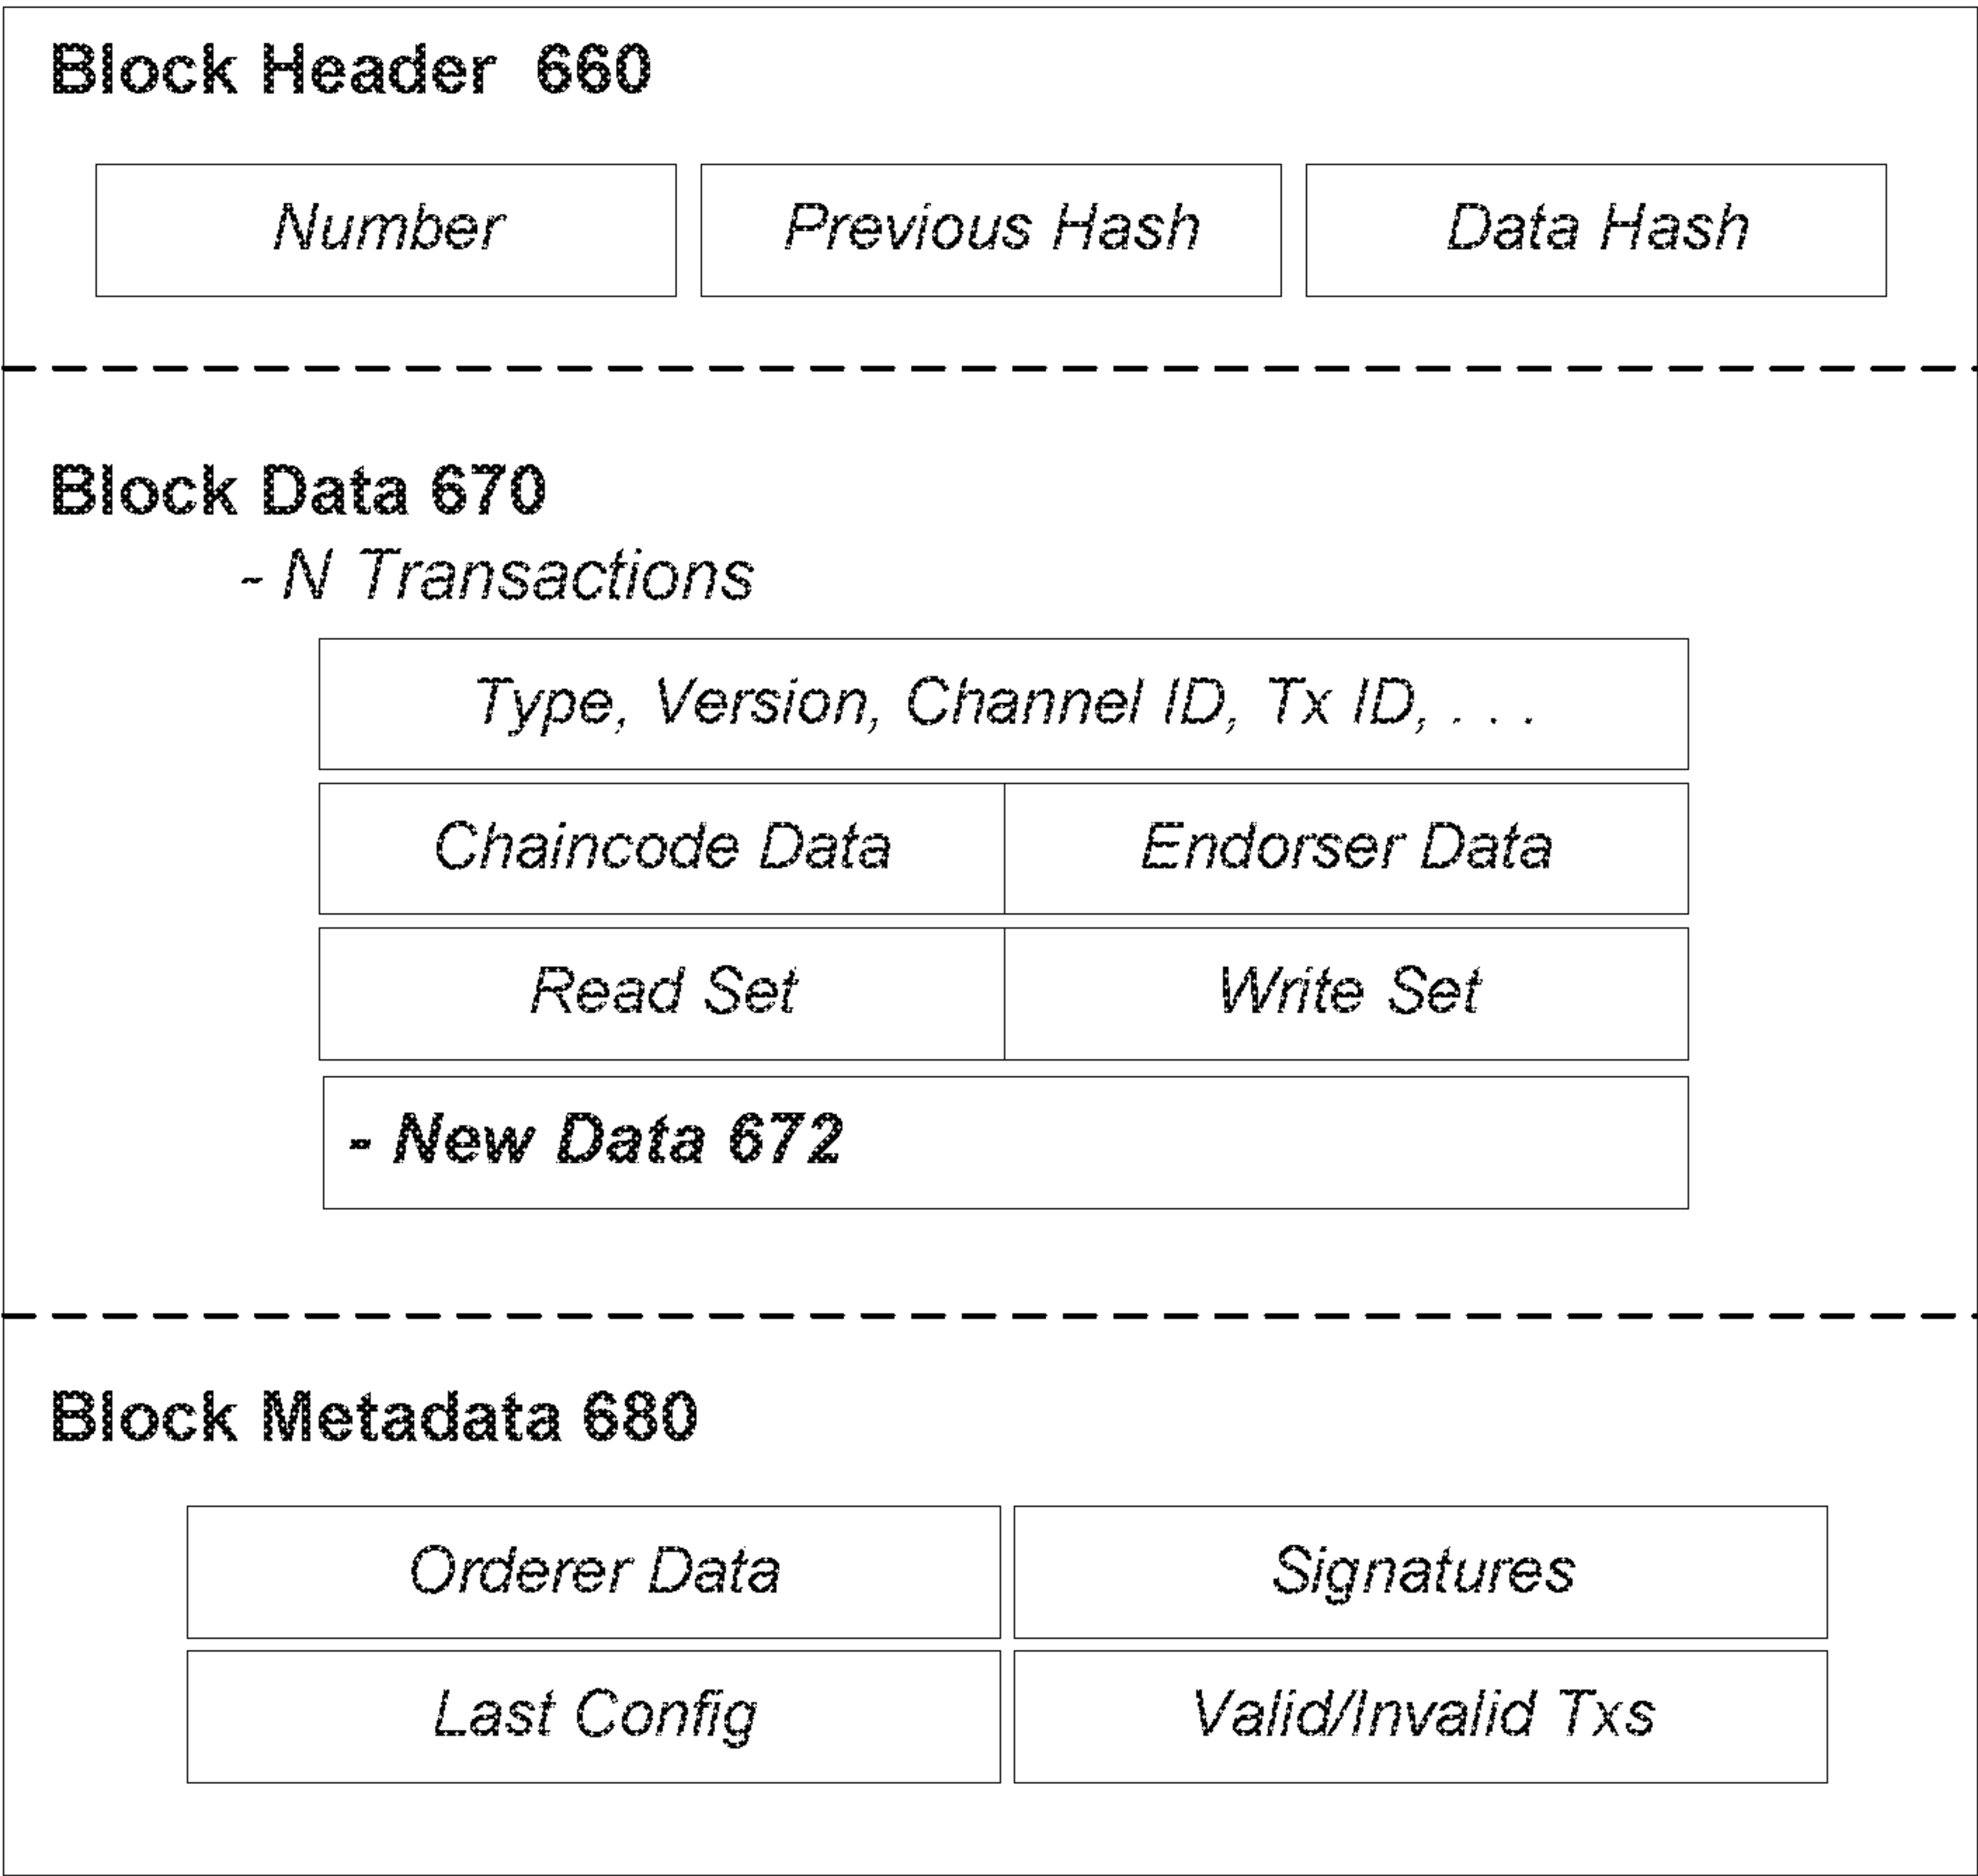 Block Header 660
Number Previous Hash Data Hash
Block Data 670
- N Transactions
Type, Version, Channel ID, Tx ID, . . .
Chaincode Data Endorser Data
Read Set Write Set
- New Data 672
Block Metadata 680
Orderer Data Signatures
Last Config Valid/Invalid Txs